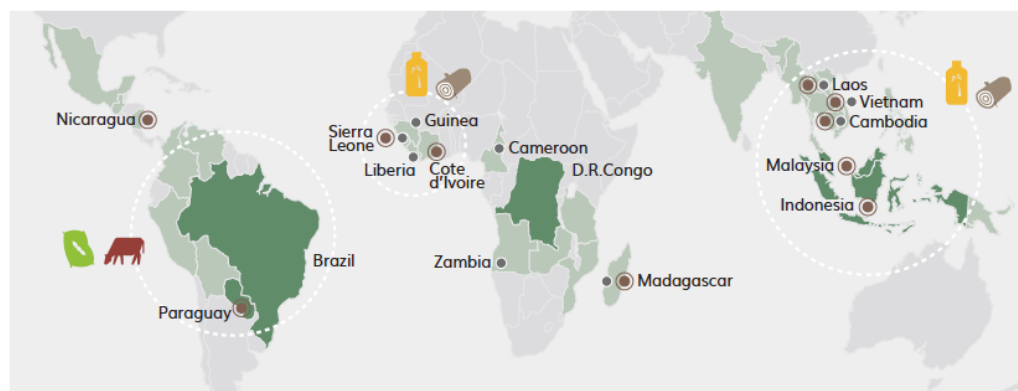 Nicaragua
Brazil
Paraguay
Guinea
Sierra
Leone
Liberia
Cote
d'Ivoire
Cameroon
D.R.Congo
Zambia
Madagascar
Laos
Vietnam
Cambodia
Malaysia
Indonesia